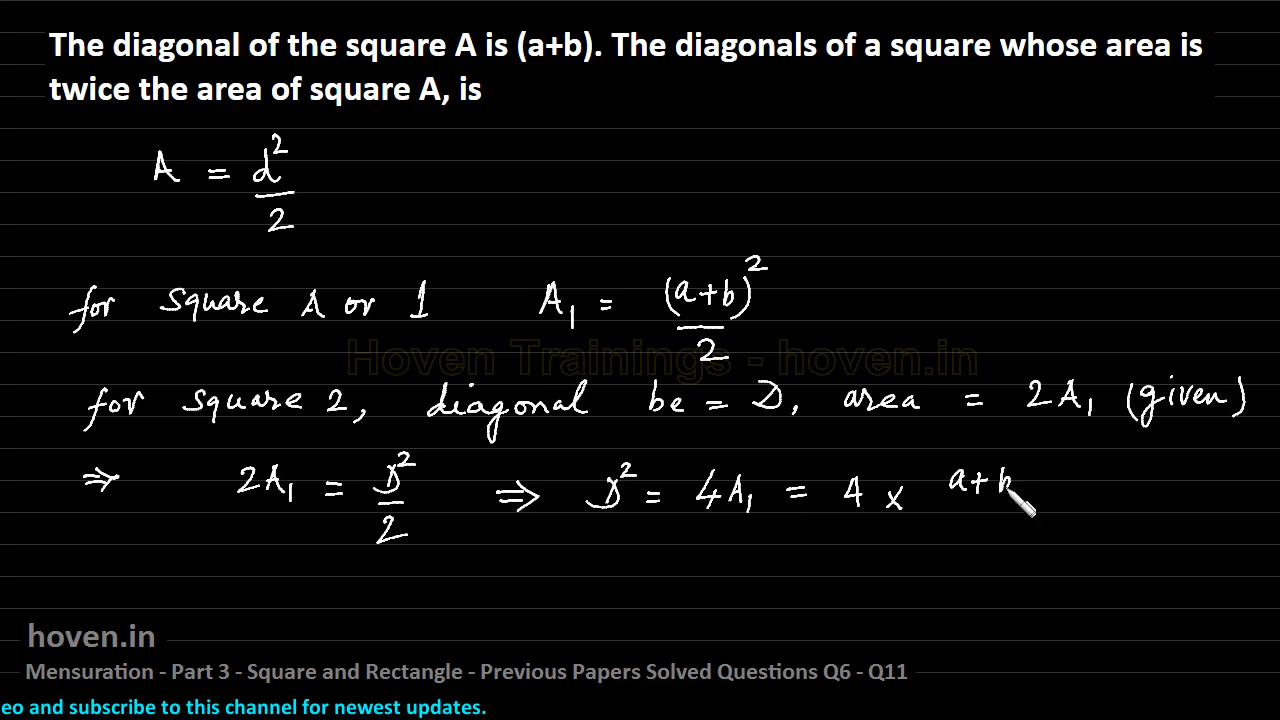 The diagonal of the square A is (a+b). The diagonals of a square whose area is
twice the area of square A, is
A = d²/2
for square A or 1 A₁ = (a+b)²/2
Hoven Trainings - hoven.in
for square 2, diagonal be = D, area = 2A₁ (given)
⇒ 2A₁ = D²/2 ⇒ D² = 4A₁ = 4 × a+b
hoven.in
Mensuration - Part 3 - Square and Rectangle - Previous Papers Solved Questions Q6 - Q11
eo and subscribe to this channel for newest updates.